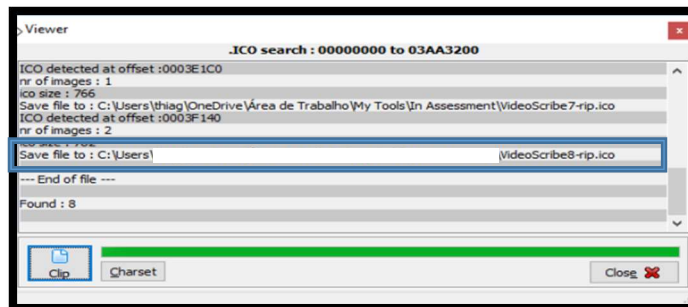 Viewer
.ICO search : 00000000 to 03AA3200
ICO detected at offset :0003E1C0
nr of images : 1
ico size : 766
Save file to : C:\Users\thiag\OneDrive\Área de Trabalho\My Tools\In Assessment\VideoScribe7-rip.ico
ICO detected at offset :0003F140
nr of images : 2
ico size :
Save file to : C:\Users\ \VideoScribe8-rip.ico
--- End of file ---
Found : 8
Clip Charset Close